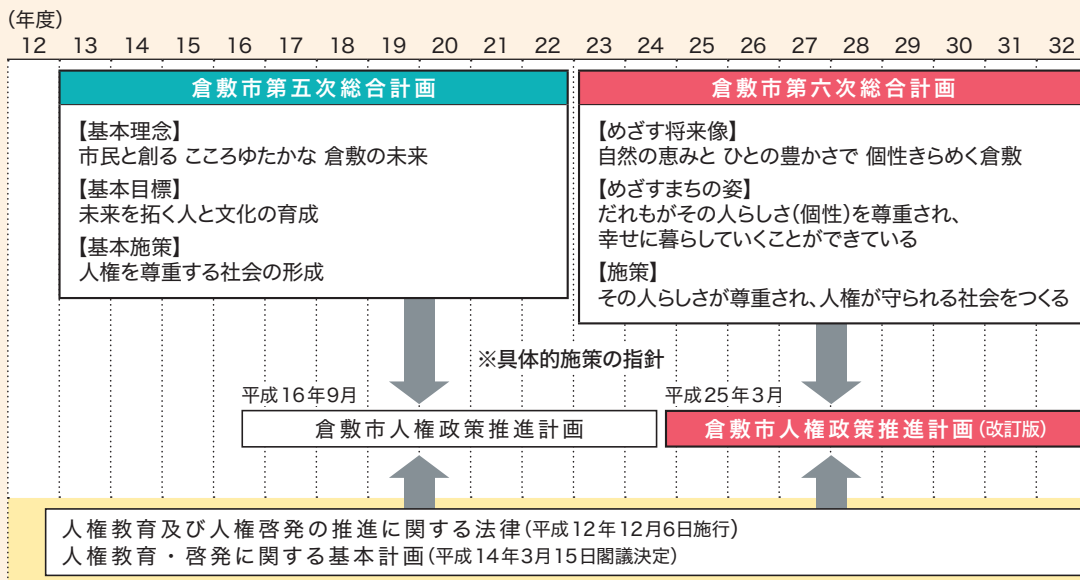 (年度)
12 13 14 15 16 17 18 19 20 21 22 23 24 25 26 27 28 29 30 31 32
倉敷市第五次総合計画
【基本理念】
市民と創る こころゆたかな 倉敷の未来
【基本目標】
未来を拓く人と文化の育成
【基本施策】
人権を尊重する社会の形成
倉敷市第六次総合計画
【めざす将来像】
自然の恵みと ひとの豊かさで 個性きらめく倉敷
【めざすまちの姿】
だれもがその人らしさ(個性)を尊重され、
幸せに暮らしていくことができている
【施策】
その人らしさが尊重され、人権が守られる社会をつくる
※具体的施策の指針
平成16年9月
倉敷市人権政策推進計画
平成25年3月
倉敷市人権政策推進計画(改訂版)
人権教育及び人権啓発の推進に関する法律(平成12年12月6日施行)
人権教育・啓発に関する基本計画(平成14年3月15日閣議決定)